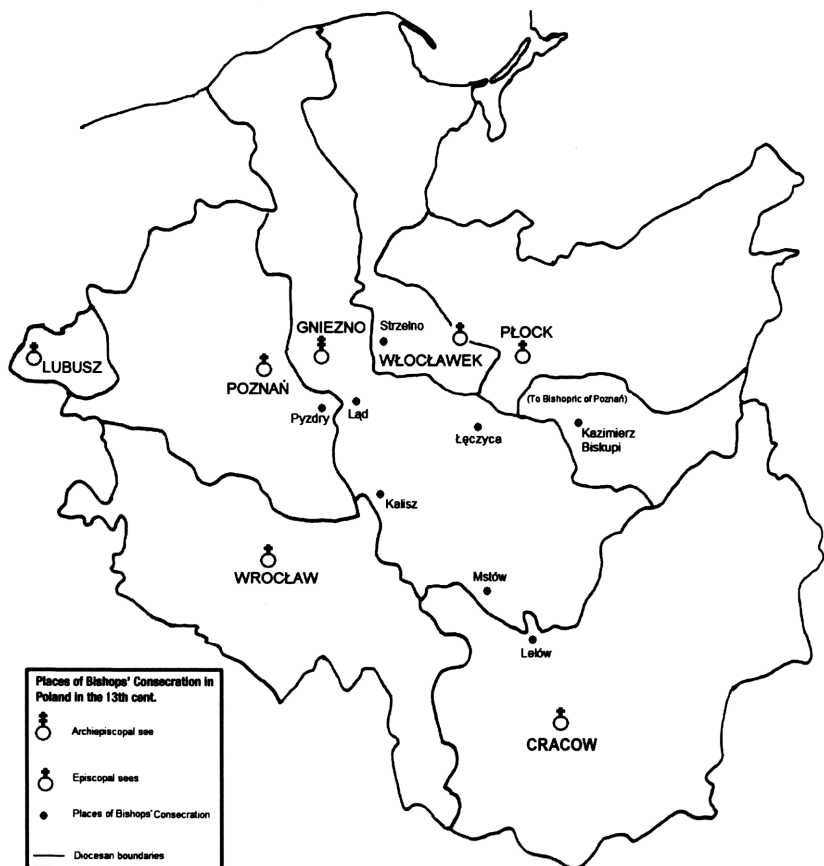 GNIEZNO
Strzelno
PŁOCK
WŁOCŁAWEK
LUBUSZ
POZNAŃ
(To Bishopric of Poznań)
Pyzdry
Ląd
Łęczyca
Kazimierz
Biskupi
Kalisz
WROCŁAW
Mstów
Lelów
CRACOW
Places of Bishops' Consecration in
Poland in the 13th cent.
Archiepiscopal see
Episcopal sees
Places of Bishops' Consecration
Diocesan boundaries